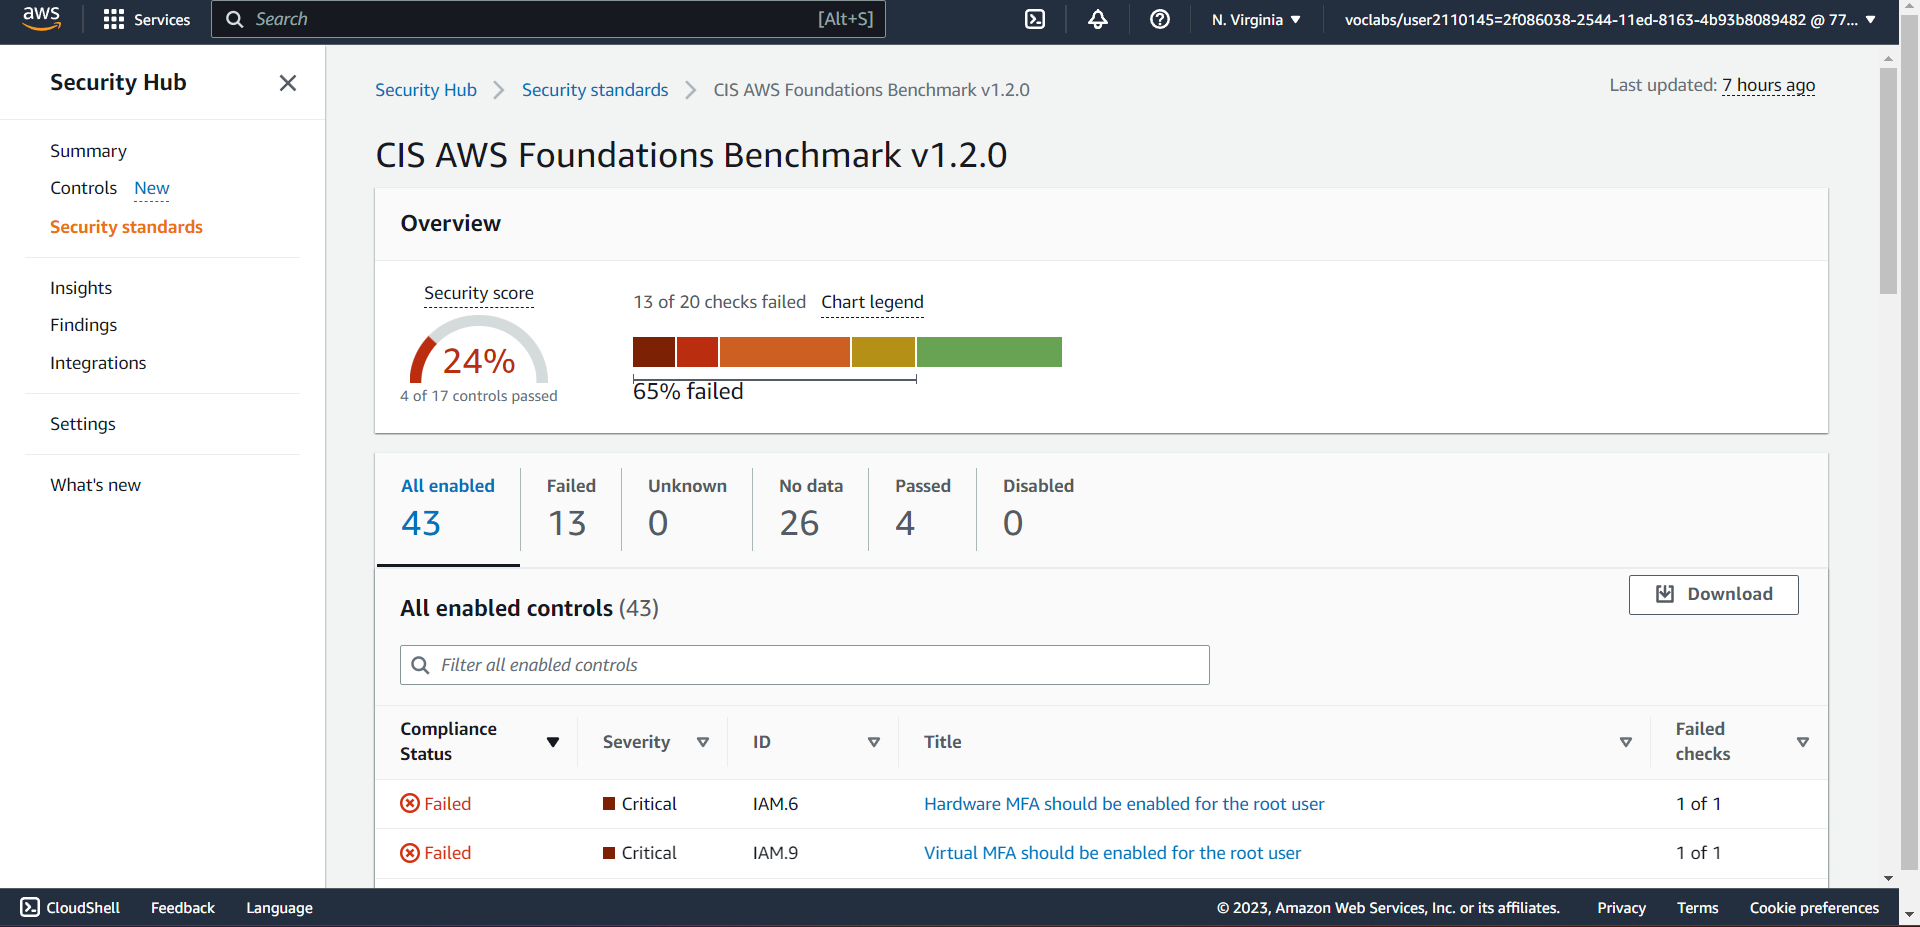 aws Services Search [Alt+S] N. Virginia voclabs/user2110145=2f086038-2544-11ed-8163-4b93b8089482 @ 77...
Security Hub
Summary
Controls New
Security standards
Insights
Findings
Integrations
Settings
What's new
Security Hub Security standards CIS AWS Foundations Benchmark v1.2.0
Last updated: 7 hours ago
CIS AWS Foundations Benchmark v1.2.0
Overview
Security score
24%
4 of 17 controls passed
13 of 20 checks failed Chart legend
65% failed
All enabled Failed Unknown No data Passed Disabled
43 13 0 26 4 0
All enabled controls (43)
Download
Filter all enabled controls
Compliance Status Severity ID Title Failed checks
Failed Critical IAM.6 Hardware MFA should be enabled for the root user 1 of 1
Failed Critical IAM.9 Virtual MFA should be enabled for the root user 1 of 1
CloudShell Feedback Language © 2023, Amazon Web Services, Inc. or its affiliates. Privacy Terms Cookie preferences